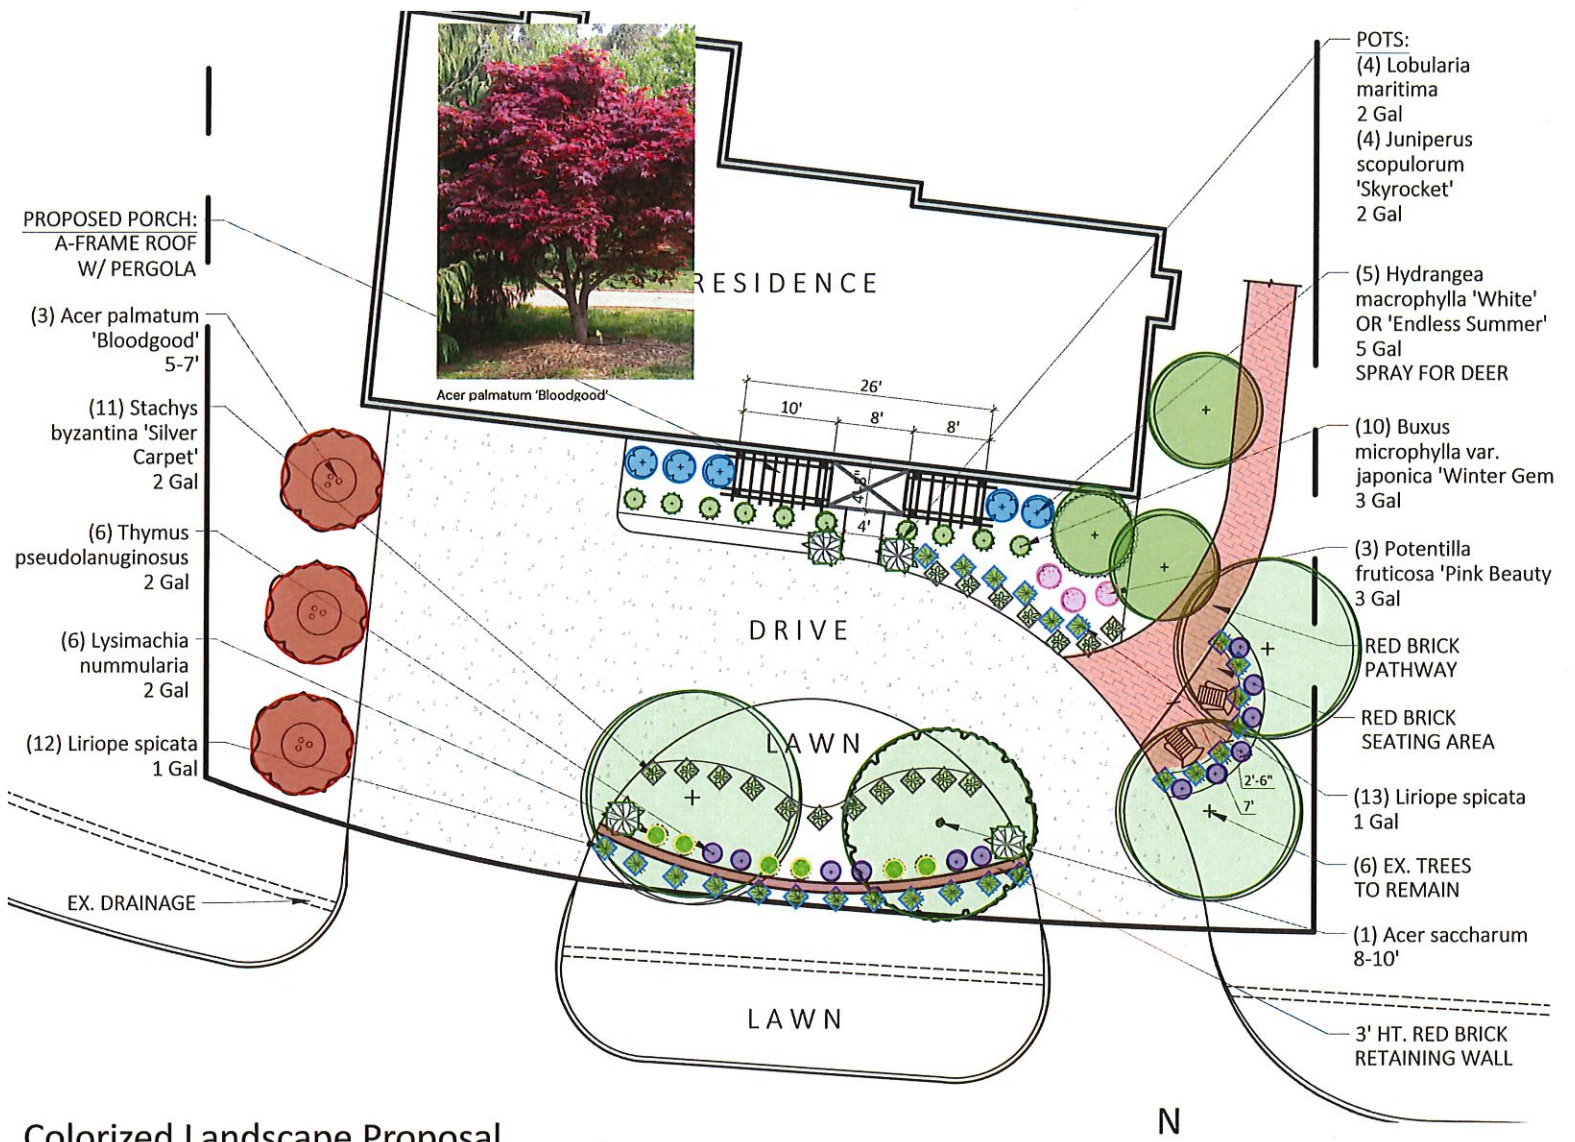 PROPOSED PORCH:
A-FRAME ROOF
W/ PERGOLA
(3) Acer palmatum
'Bloodgood'
5-7'
(11) Stachys
byzantina 'Silver
Carpet'
2 Gal
(6) Thymus
pseudolanuginosus
2 Gal
(6) Lysimachia
nummularia
2 Gal
(12) Liriope spicata
1 Gal
EX. DRAINAGE
Acer palmatum 'Bloodgood'
RESIDENCE
26'
10'
8'
8'
4'
DRIVE
LAWN
LAWN
2'-6"
7'
POTS:
(4) Lobularia
maritima
2 Gal
(4) Juniperus
scopulorum
'Skyrocket'
2 Gal
(5) Hydrangea
macrophylla 'White'
OR 'Endless Summer'
5 Gal
SPRAY FOR DEER
(10) Buxus
microphylla var.
japonica 'Winter Gem
3 Gal
(3) Potentilla
fruticosa 'Pink Beauty
3 Gal
RED BRICK
PATHWAY
RED BRICK
SEATING AREA
(13) Liriope spicata
1 Gal
(6) EX. TREES
TO REMAIN
(1) Acer saccharum
8-10'
3' HT. RED BRICK
RETAINING WALL
Colorized Landscape Proposal
N